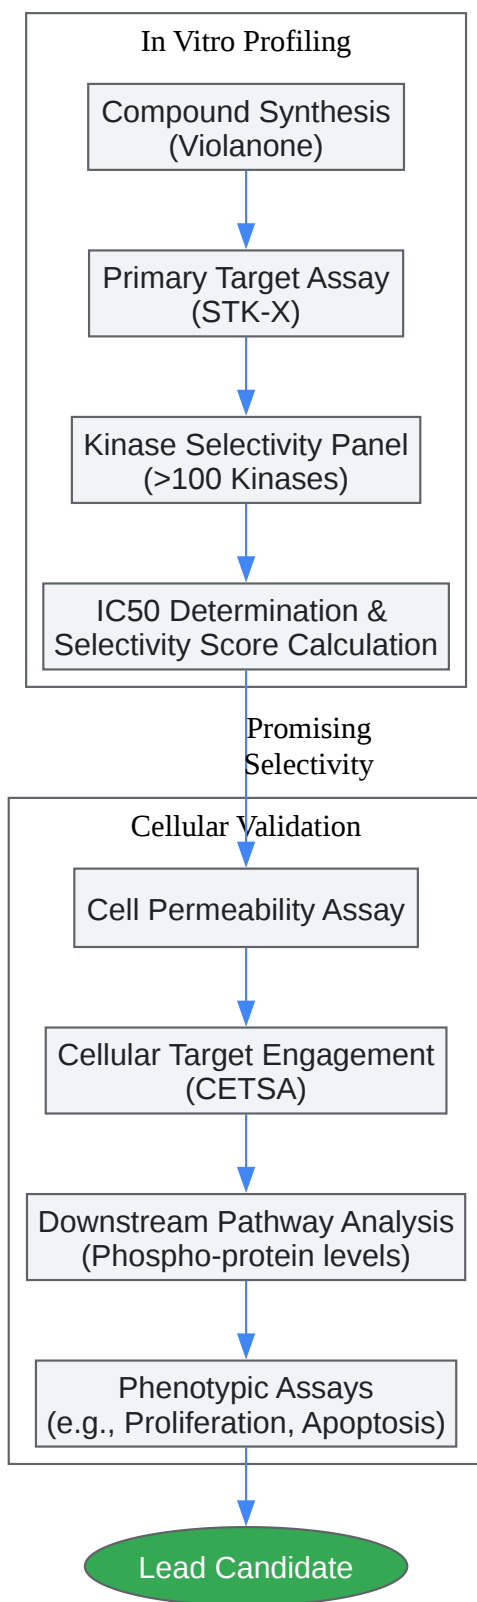 In Vitro Profiling
Compound Synthesis
(Violanone)
Primary Target Assay
(STK-X)
Kinase Selectivity Panel
(>100 Kinases)
IC50 Determination &
Selectivity Score Calculation
Promising
Selectivity
Cellular Validation
Cell Permeability Assay
Cellular Target Engagement
(CETSA)
Downstream Pathway Analysis
(Phospho-protein levels)
Phenotypic Assays
(e.g., Proliferation, Apoptosis)
Lead Candidate